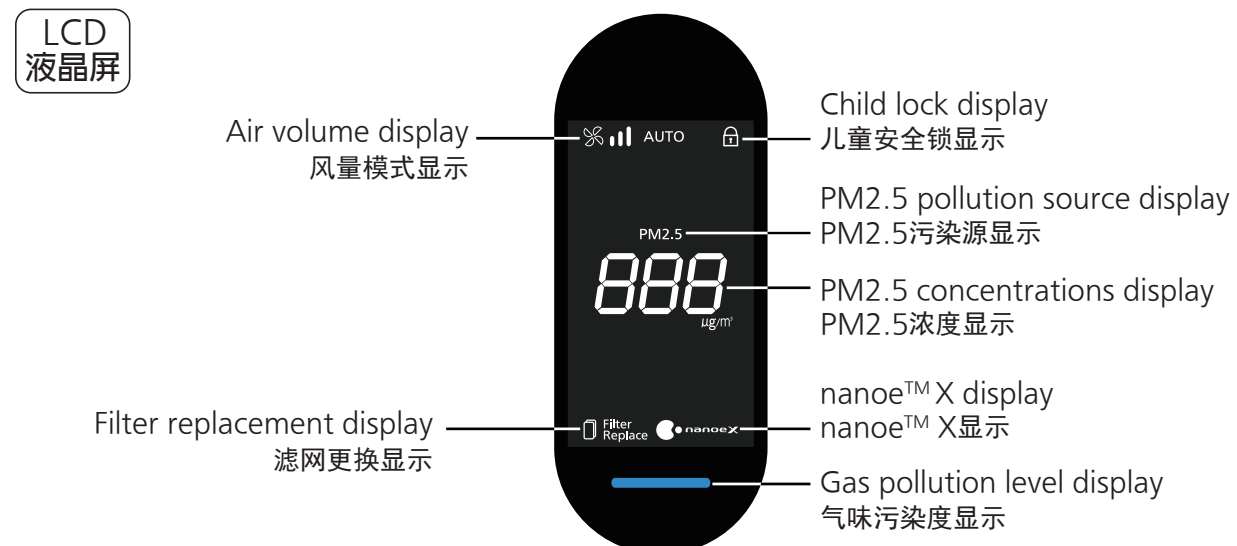 LCD
液晶屏
Air volume display
风量模式显示
AUTO
Child lock display
儿童安全锁显示
PM2.5 pollution source display
PM2.5污染源显示
PM2.5
888
μg/m³
PM2.5 concentrations display
PM2.5浓度显示
Filter replacement display
滤网更换显示
Filter
Replace
nanoeX
nanoe™ X display
nanoe™ X显示
Gas pollution level display
气味污染度显示